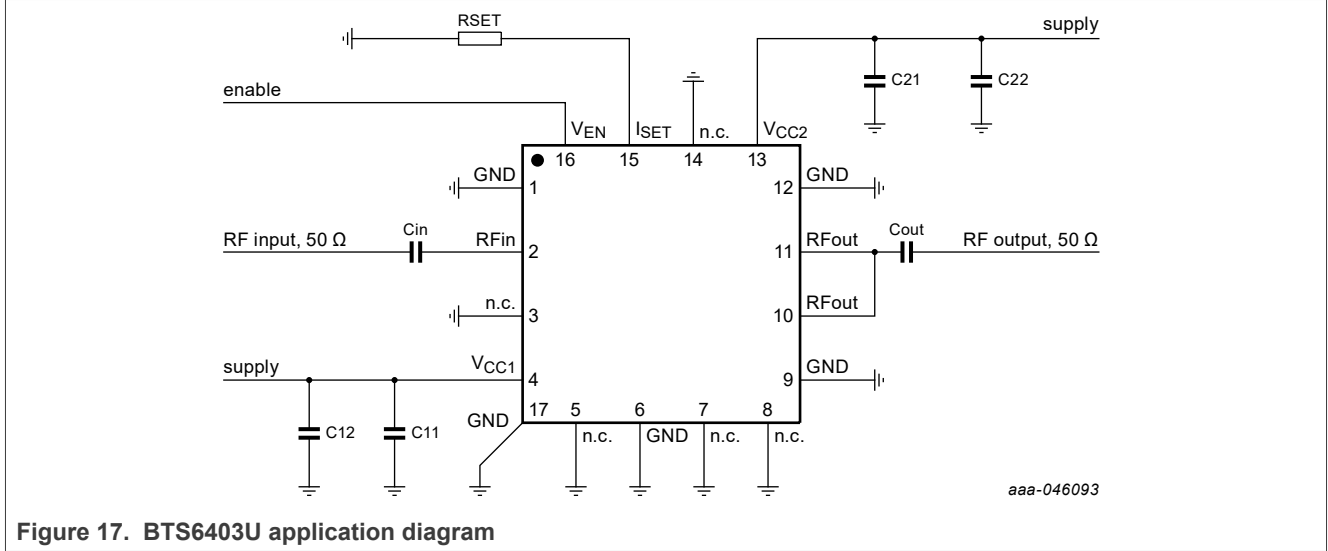 RSET
supply
C21
C22
enable
VEN
ISET
n.c.
VCC2
16
15
14
13
GND
1
12
GND
RF input, 50 Ω
Cin
RFin
2
11
RFout
Cout
RF output, 50 Ω
n.c.
3
10
RFout
supply
VCC1
4
9
GND
C12
C11
GND
17
5
6
7
8
n.c.
GND
n.c.
n.c.
aaa-046093
Figure 17. BTS6403U application diagram